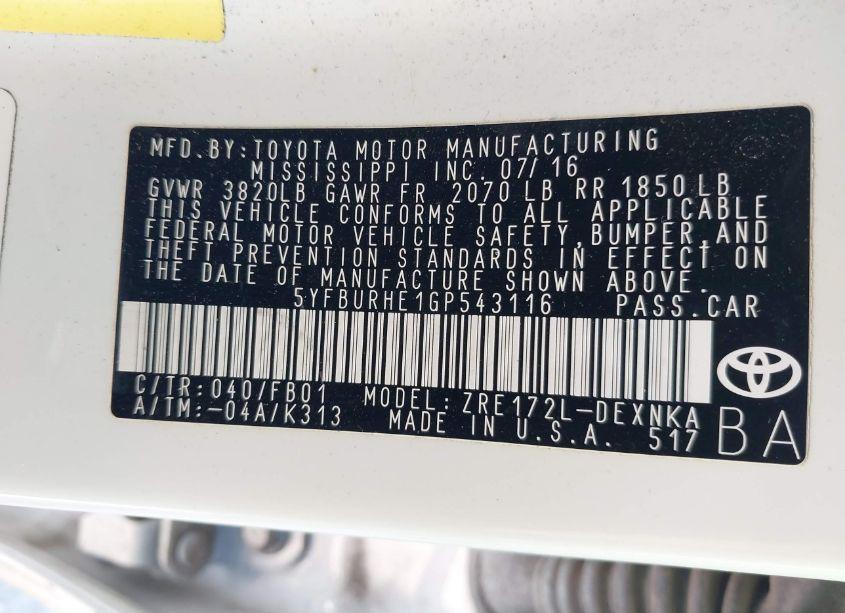 MFD.BY:TOYOTA MOTOR MANUFACTURING
MISSISSIPPI INC. 07/16
GVWR 3820LB GAWR FR 2070 LB RR 1850 LB
THIS VEHICLE CONFORMS TO ALL APPLICABLE
FEDERAL MOTOR VEHICLE SAFETY,BUMPER,AND
THEFT PREVENTION STANDARDS IN EFFECT ON
THE DATE OF MANUFACTURE SHOWN ABOVE.
5YFBURHE1GP543116 PASS.CAR
C/TR:040/FB01 MODEL:ZRE172L-DEXNKA
A/TM:-04A/K313 MADE IN U.S.A. 517
BA